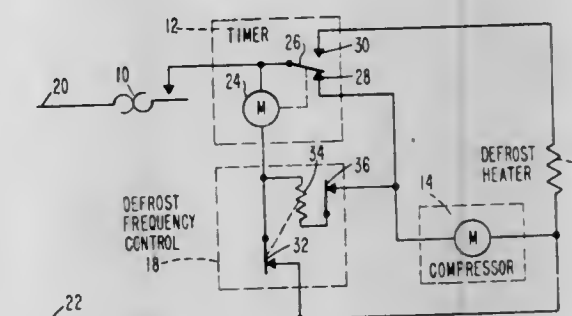 12
TIMER
26
30
10
28
20
24
M
34
36
DEFROST
HEATER
14
DEFROST
FREQUENCY
CONTROL
32
M
18
COMPRESSOR
22